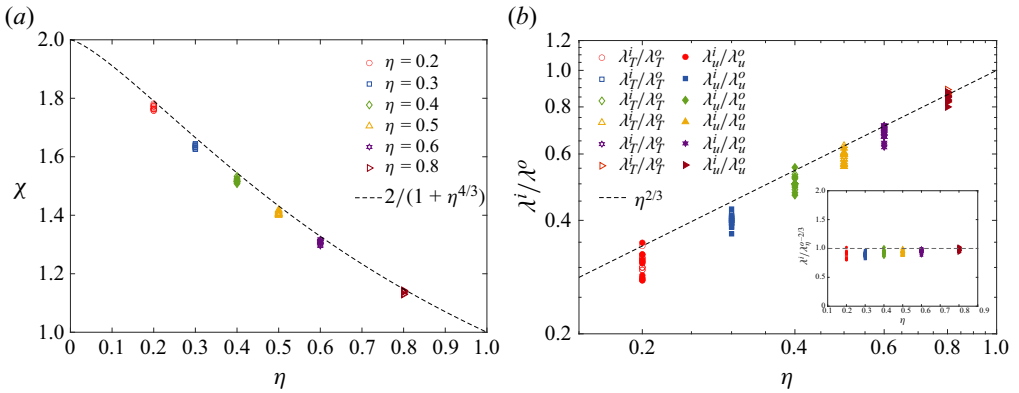 (a)
2.0
1.8
1.6
1.4
1.2
1.0
χ
0 0.1 0.2 0.3 0.4 0.5 0.6 0.7 0.8 0.9 1.0
η
η = 0.2
η = 0.3
η = 0.4
η = 0.5
η = 0.6
η = 0.8
2/(1 + η^{4/3})
(b)
1.2
1.0
0.8
0.6
0.4
0.2
λ^i/λ^o
0.2 0.4 0.6 1.0
η
λ_T^i/λ_T^o λ_u^i/λ_u^o
λ_T^i/λ_T^o λ_u^i/λ_u^o
λ_T^i/λ_T^o λ_u^i/λ_u^o
λ_T^i/λ_T^o λ_u^i/λ_u^o
λ_T^i/λ_T^o λ_u^i/λ_u^o
λ_T^i/λ_T^o λ_u^i/λ_u^o
η^{2/3}
2.0
1.5
1.0
0.5
0
0.1 0.2 0.3 0.4 0.5 0.6 0.7 0.8 0.9
η